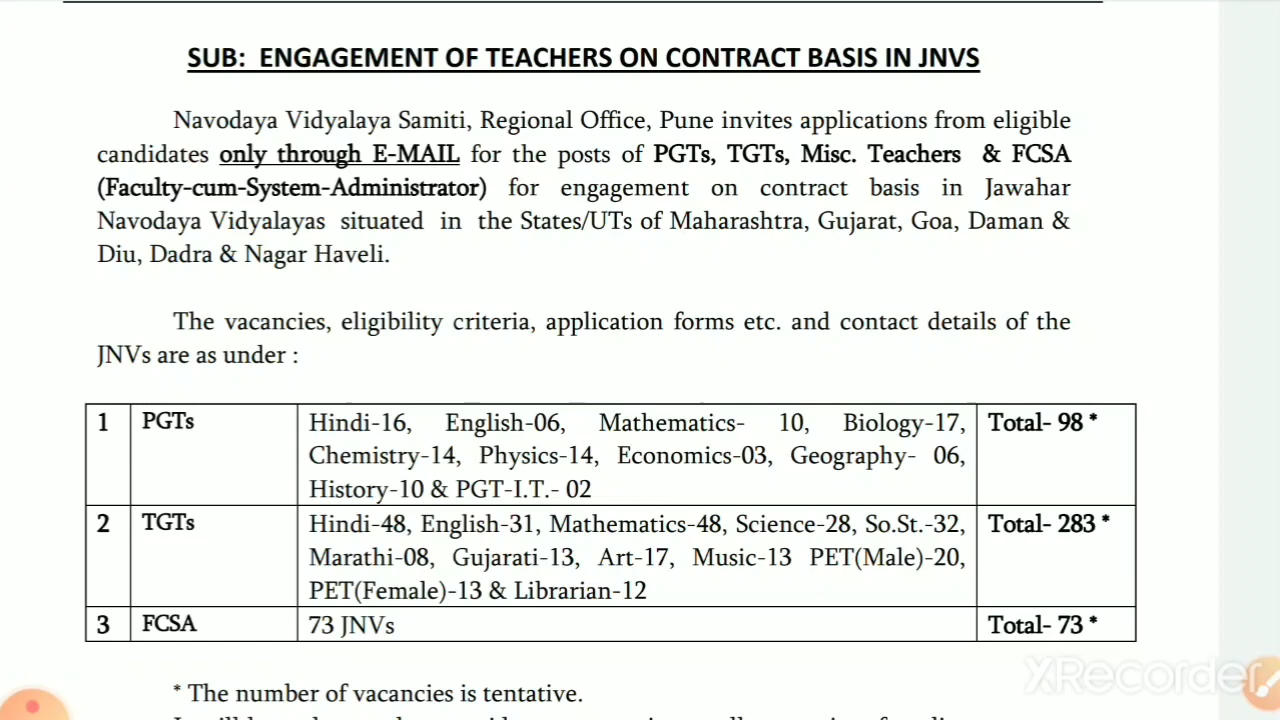 SUB: ENGAGEMENT OF TEACHERS ON CONTRACT BASIS IN JNVS
Navodaya Vidyalaya Samiti, Regional Office, Pune invites applications from eligible
candidates only through E-MAIL for the posts of PGTs, TGTs, Misc. Teachers & FCSA
(Faculty-cum-System-Administrator) for engagement on contract basis in Jawahar
Navodaya Vidyalayas situated in the States/UTs of Maharashtra, Gujarat, Goa, Daman &
Diu, Dadra & Nagar Haveli.
The vacancies, eligibility criteria, application forms etc. and contact details of the
JNVs are as under :
1 PGTs Hindi-16, English-06, Mathematics- 10, Biology-17, Total- 98 *
Chemistry-14, Physics-14, Economics-03, Geography- 06,
History-10 & PGT-I.T.- 02
2 TGTs Hindi-48, English-31, Mathematics-48, Science-28, So.St.-32, Total- 283 *
Marathi-08, Gujarati-13, Art-17, Music-13 PET(Male)-20,
PET(Female)-13 & Librarian-12
3 FCSA 73 JNVs Total- 73 *
* The number of vacancies is tentative.
XRecorder